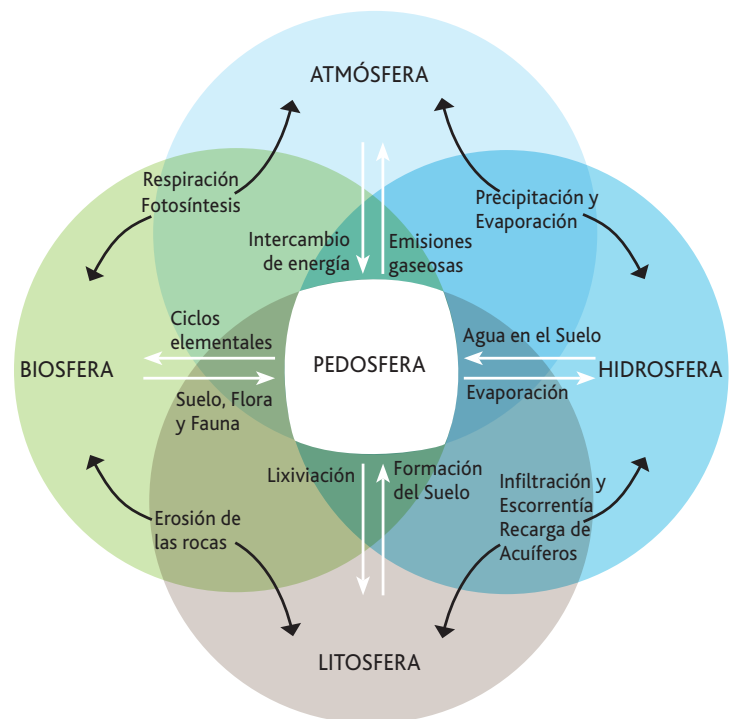 ATMÓSFERA
Respiración
Fotosíntesis
Precipitación y
Evaporación
Intercambio
de energía
Emisiones
gaseosas
Ciclos
elementales
Agua en el Suelo
BIOSFERA
PEDOSFERA
HIDROSFERA
Suelo, Flora
y Fauna
Evaporación
Lixiviación
Formación
del Suelo
Erosión de
las rocas
Infiltración y
Escorrentía
Recarga de
Acuíferos
LITOSFERA